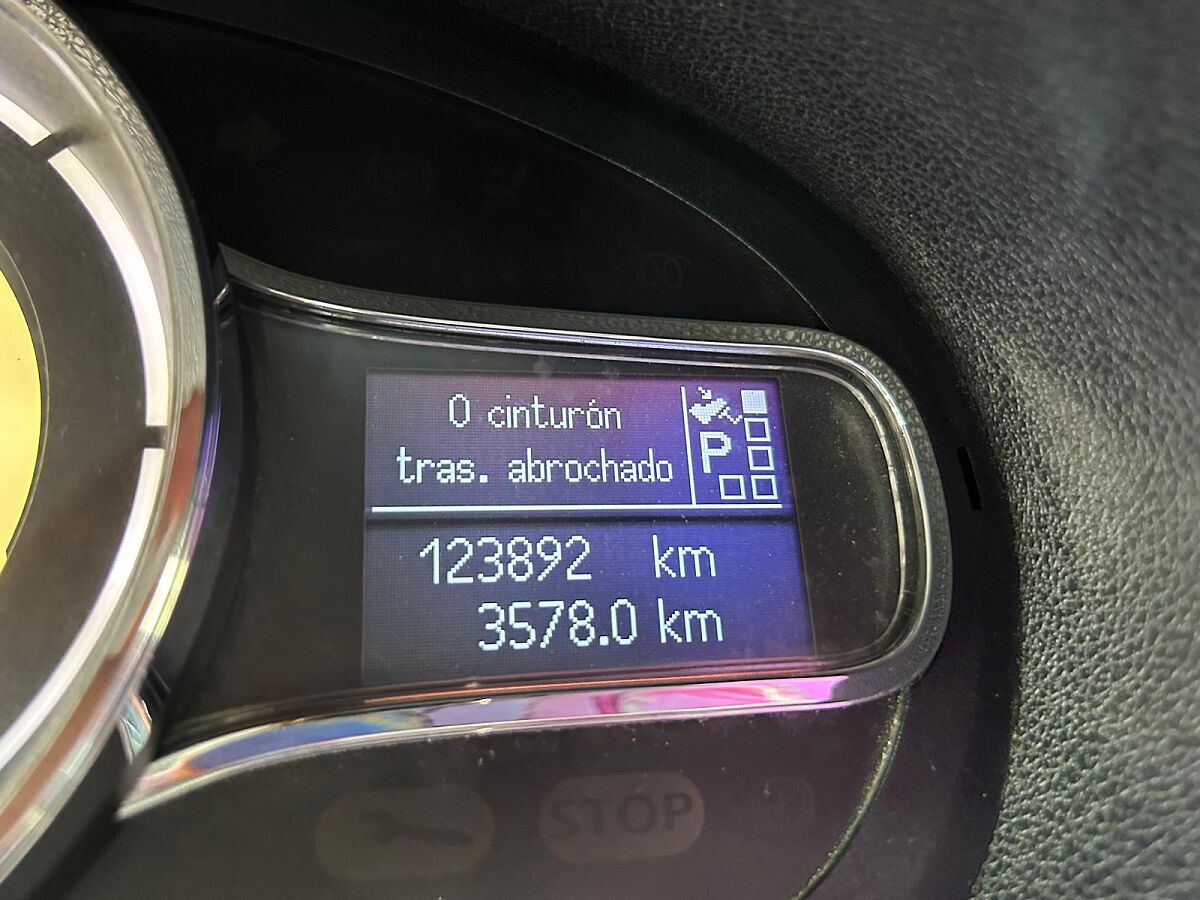 0 cinturón
tras. abrochado
P
123892 km
3578.0 km
STOP